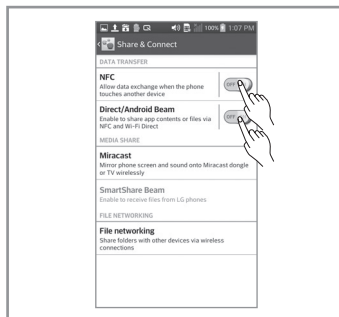 100% 1:07 PM
Share & Connect
DATA TRANSFER
NFC
Allow data exchange when the phone
touches another device
OFF
Direct/Android Beam
Enable to share app contents or files via
NFC and Wi-Fi Direct
OFF
MEDIA SHARE
Miracast
Mirror phone screen and sound onto Miracast dongle
or TV wirelessly
SmartShare Beam
Enable to receive files from LG phones
FILE NETWORKING
File networking
Share folders with other devices via wireless
connections